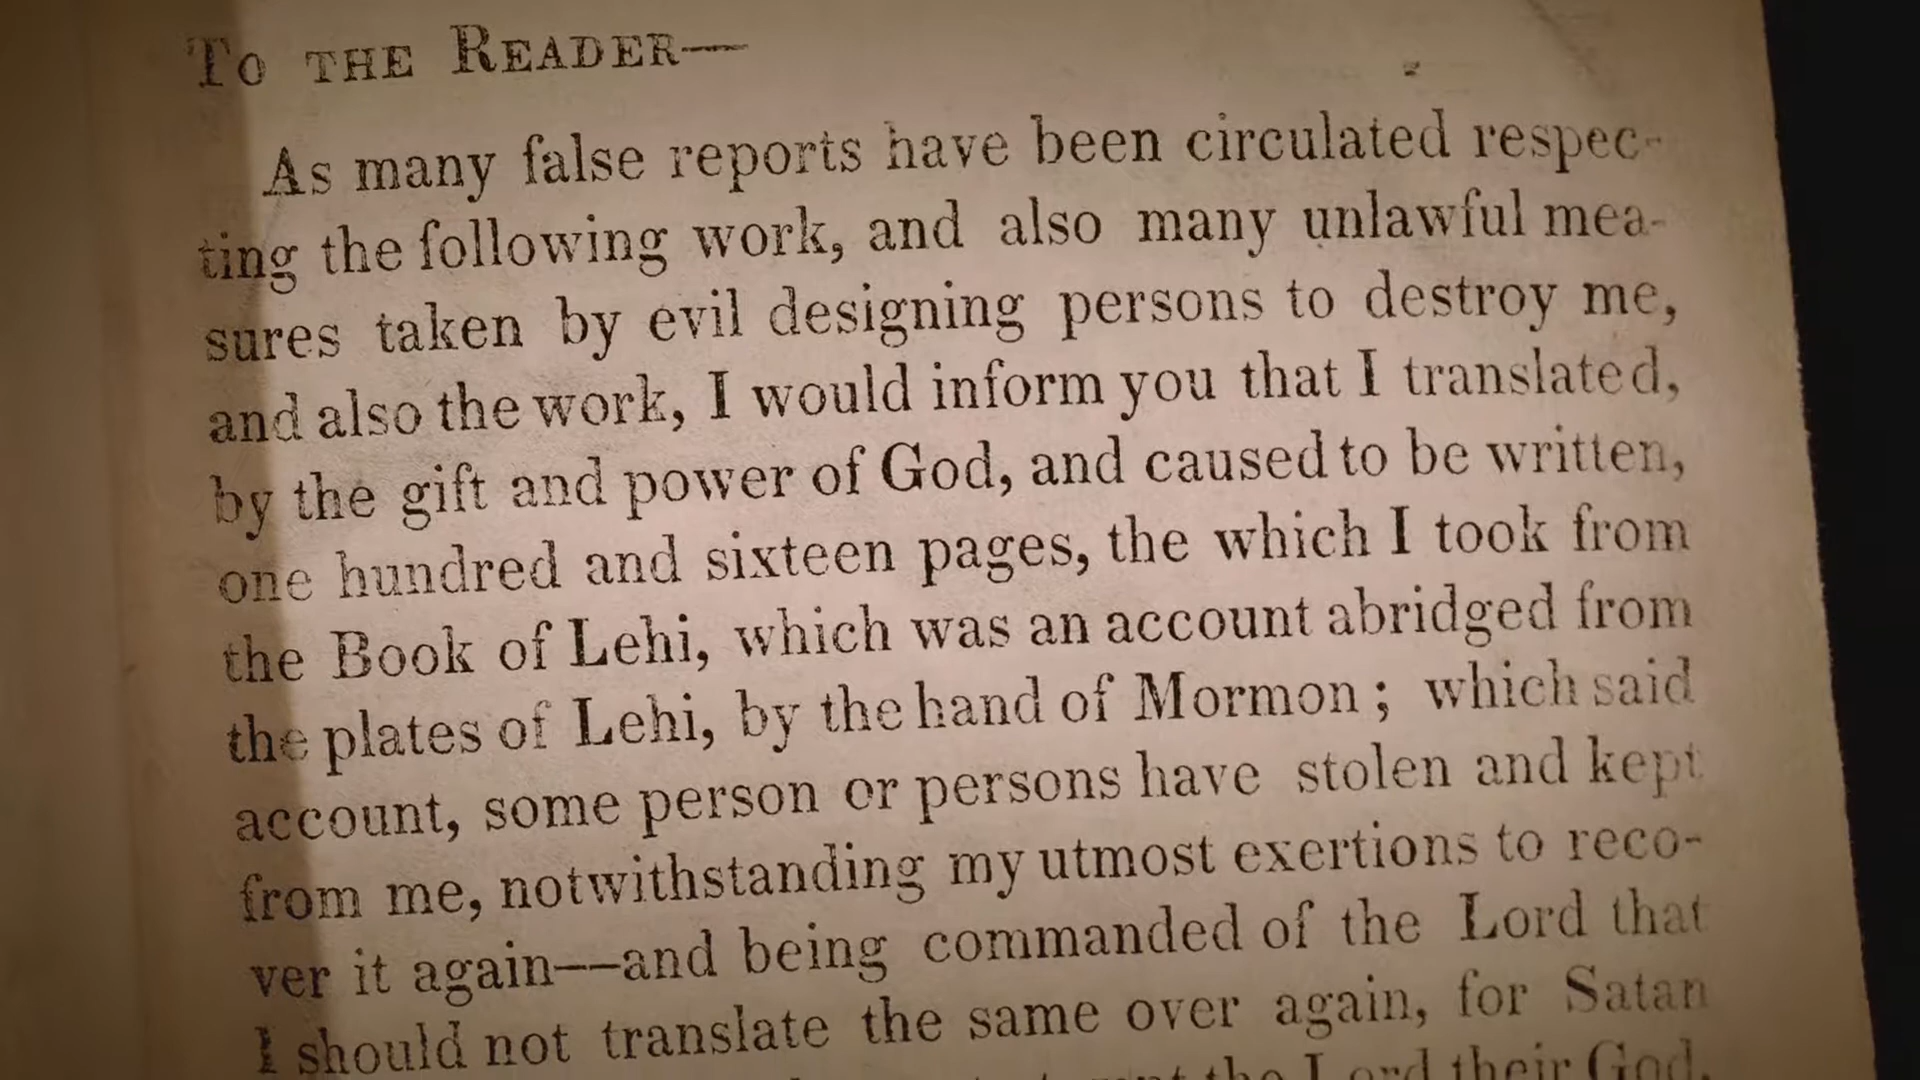 To the Reader—
As many false reports have been circulated respec-
ting the following work, and also many unlawful mea-
sures taken by evil designing persons to destroy me,
and also the work, I would inform you that I translated,
by the gift and power of God, and caused to be written,
one hundred and sixteen pages, the which I took from
the Book of Lehi, which was an account abridged from
the plates of Lehi, by the hand of Mormon; which said
account, some person or persons have stolen and kept
from me, notwithstanding my utmost exertions to reco-
ver it again—and being commanded of the Lord that
I should not translate the same over again, for Satan
the Lord their God,